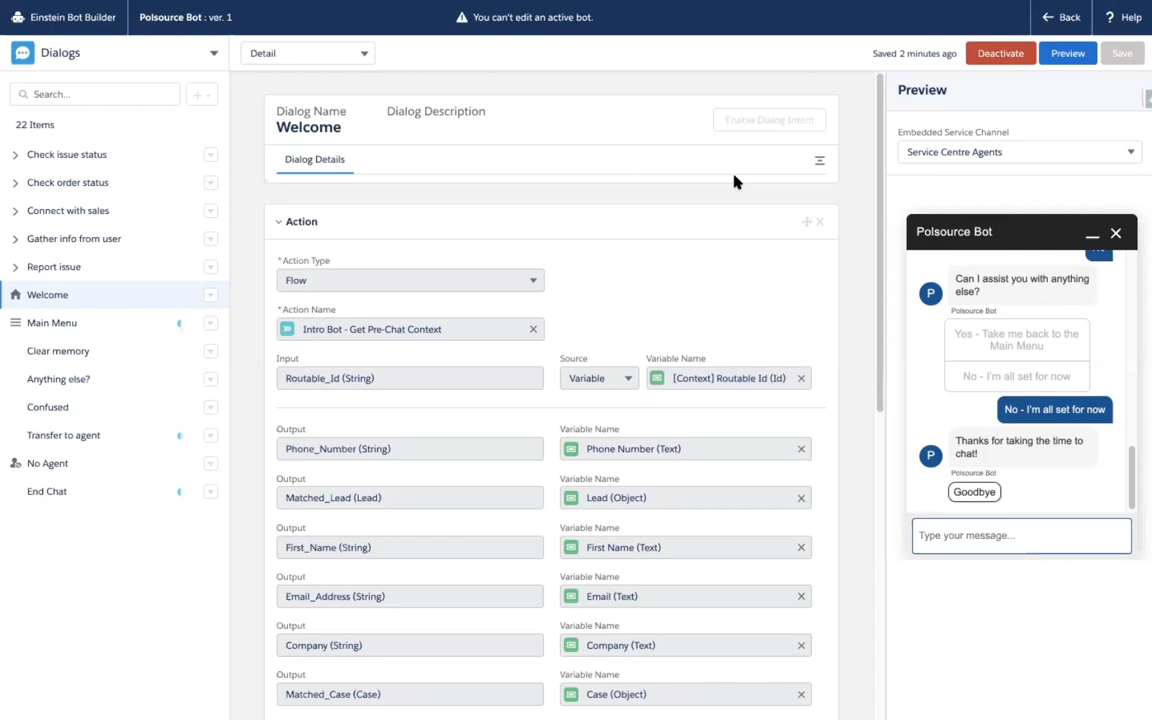 Einstein Bot Builder
Polsource Bot : ver. 1
You can't edit an active bot.
Back
? Help
Dialogs
Detail
Saved 2 minutes ago
Deactivate
Preview
Save
Search...
22 Items
Check issue status
Check order status
Connect with sales
Gather info from user
Report issue
Welcome
Main Menu
Clear memory
Anything else?
Confused
Transfer to agent
No Agent
End Chat
Dialog Name
Dialog Description
Welcome
Enable Dialog Intent
Dialog Details
Action
*Action Type
Flow
*Action Name
Intro Bot - Get Pre-Chat Context
Input
Source
Variable Name
Routable_Id (String)
Variable
[Context] Routable Id (Id)
Output
Variable Name
Phone_Number (String)
Phone Number (Text)
Output
Variable Name
Matched_Lead (Lead)
Lead (Object)
Output
Variable Name
First_Name (String)
First Name (Text)
Output
Variable Name
Email_Address (String)
Email (Text)
Output
Variable Name
Company (String)
Company (Text)
Output
Variable Name
Matched_Case (Case)
Case (Object)
Preview
Embedded Service Channel
Service Centre Agents
Polsource Bot
Can I assist you with anything
else?
P
Polsource Bot
Yes - Take me back to the
Main Menu
No - I'm all set for now
No - I'm all set for now
Thanks for taking the time to
chat!
P
Polsource Bot
Goodbye
Type your message...